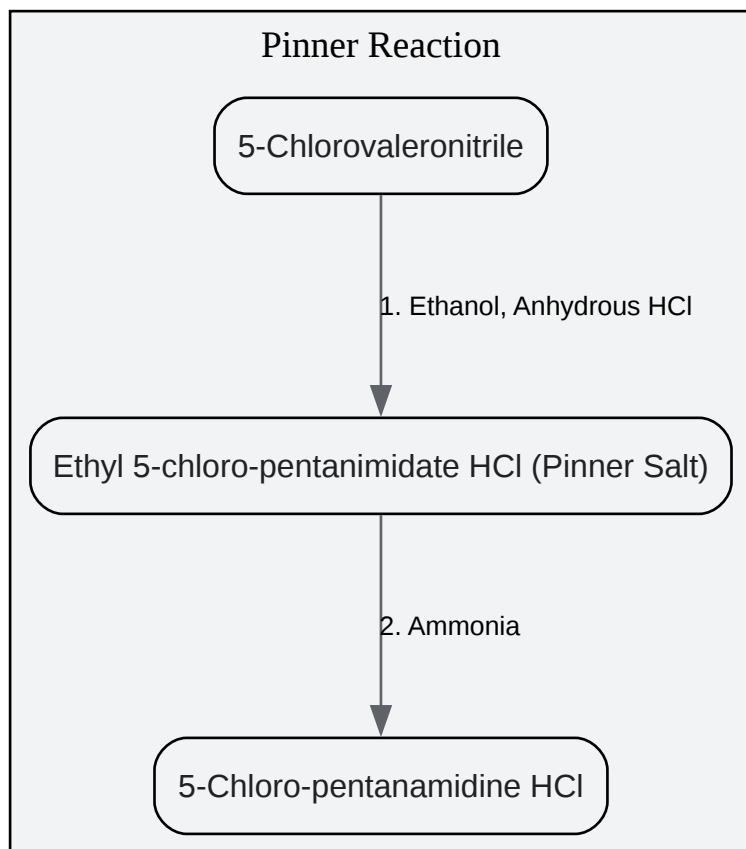 Pinner Reaction
5-Chlorovaleronitrile
1. Ethanol, Anhydrous HCl
Ethyl 5-chloro-pentanimidate HCl (Pinner Salt)
2. Ammonia
5-Chloro-pentanamidine HCl